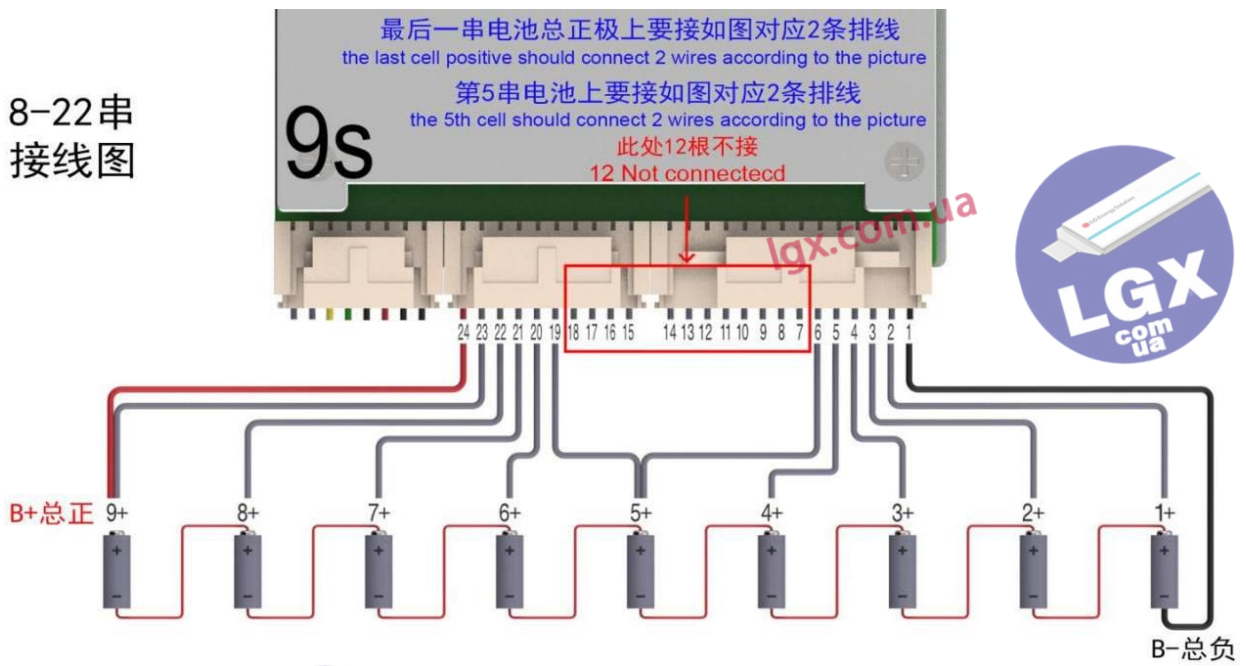 最后一串电池总正极上要接如图对应2条排线
the last cell positive should connect 2 wires according to the picture
第5串电池上要接如图对应2条排线
the 5th cell should connect 2 wires according to the picture
8-22串
接线图
9s
此处12根不接
12 Not connectecd
lgx.com.ua
LG Energy Solution
LGX
com
ua
24 23 22 21 20 19 18 17 16 15 14 13 12 11 10 9 8 7 6 5 4 3 2 1
B+总正 9+ 8+ 7+ 6+ 5+ 4+ 3+ 2+ 1+
+ + + + + + + + +
- - - - - - - - -
B-总负